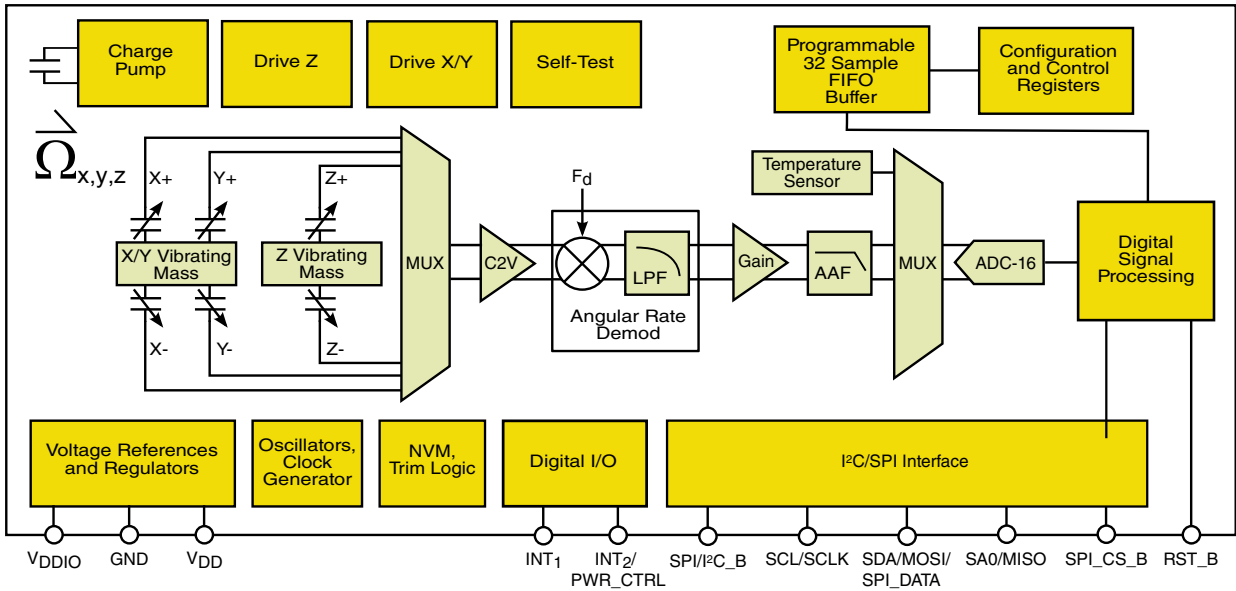 Charge
Pump
Drive Z
Drive X/Y
Self-Test
Programmable
32 Sample
FIFO
Buffer
Configuration
and Control
Registers
Ωx,y,z
X+
Y+
Z+
Fd
Temperature
Sensor
X/Y Vibrating
Mass
Z Vibrating
Mass
MUX
C2V
LPF
Angular Rate
Demod
Gain
AAF
MUX
ADC-16
Digital
Signal
Processing
X-
Y-
Z-
Voltage References
and Regulators
Oscillators,
Clock
Generator
NVM,
Trim Logic
Digital I/O
I²C/SPI Interface
VDDIO
GND
VDD
INT1
INT2/
PWR_CTRL
SPI/I²C_B
SCL/SCLK
SDA/MOSI/
SPI_DATA
SA0/MISO
SPI_CS_B
RST_B